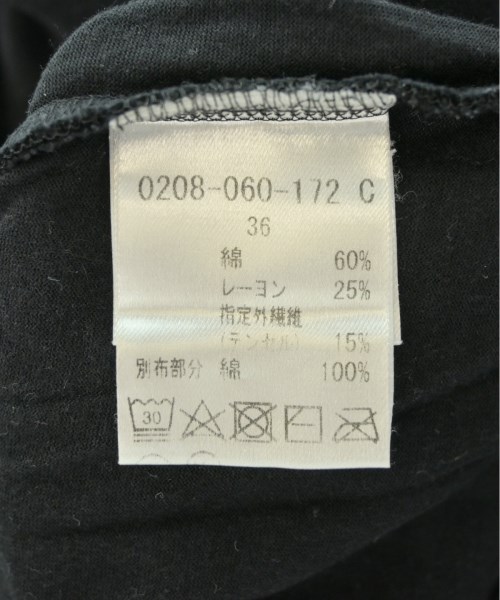 0208-060-172 C
36
綿 60%
レーヨン 25%
指定外繊維
(テンセル) 15%
別布部分 綿 100%
30